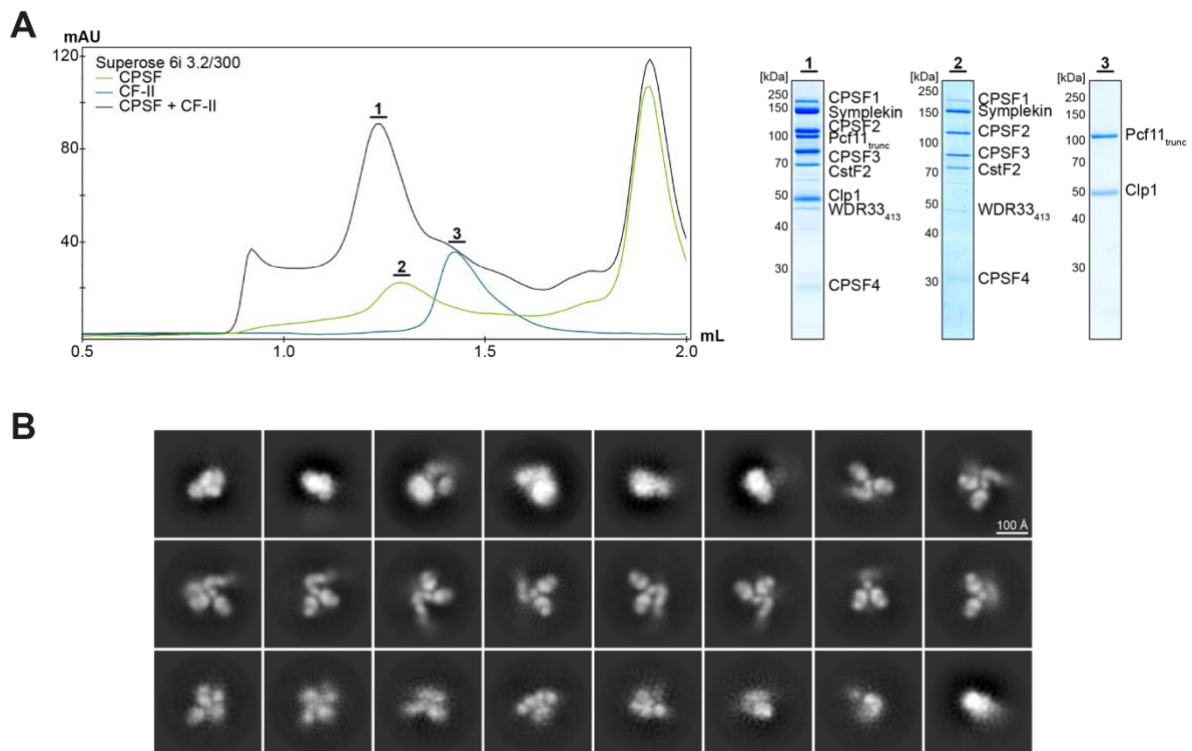 A
mAU
120
80
40
0.5
1.0
1.5
2.0
mL
Superose 6i 3.2/300
CPSF
CF-II
CPSF + CF-II
1
2
3
1
[kDa]
250
150
100
70
50
40
30
CPSF1
Symplekin
CPSF2
Pcf11trunc
CPSF3
CstF2
Clp1
WDR33413
CPSF4
2
[kDa]
250
150
100
70
50
40
30
CPSF1
Symplekin
CPSF2
CPSF3
CstF2
WDR33413
CPSF4
3
[kDa]
250
150
100
70
50
40
30
Pcf11trunc
Clp1
B
100 Å